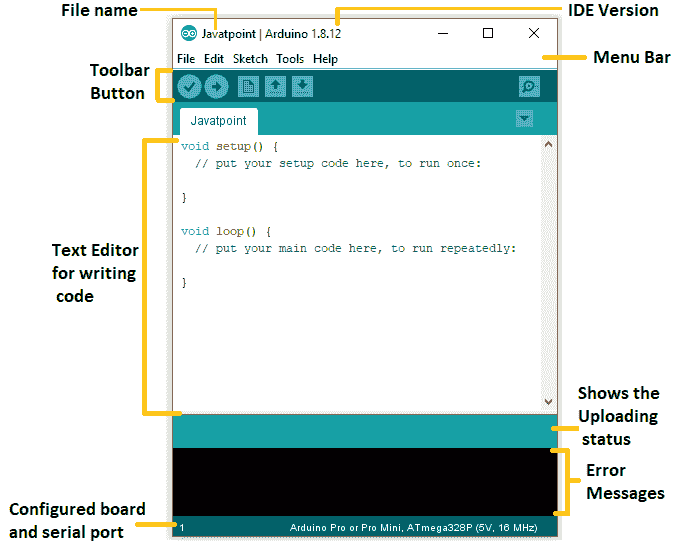 File name
IDE Version
Javatpoint | Arduino 1.8.12
File Edit Sketch Tools Help
Menu Bar
Toolbar
Button
Javatpoint
void setup() {
// put your setup code here, to run once:
}
void loop() {
// put your main code here, to run repeatedly:
}
Text Editor
for writing
code
Shows the
Uploading
status
Error
Messages
Configured board
and serial port
1
Arduino Pro or Pro Mini, ATmega328P (5V, 16 MHz)